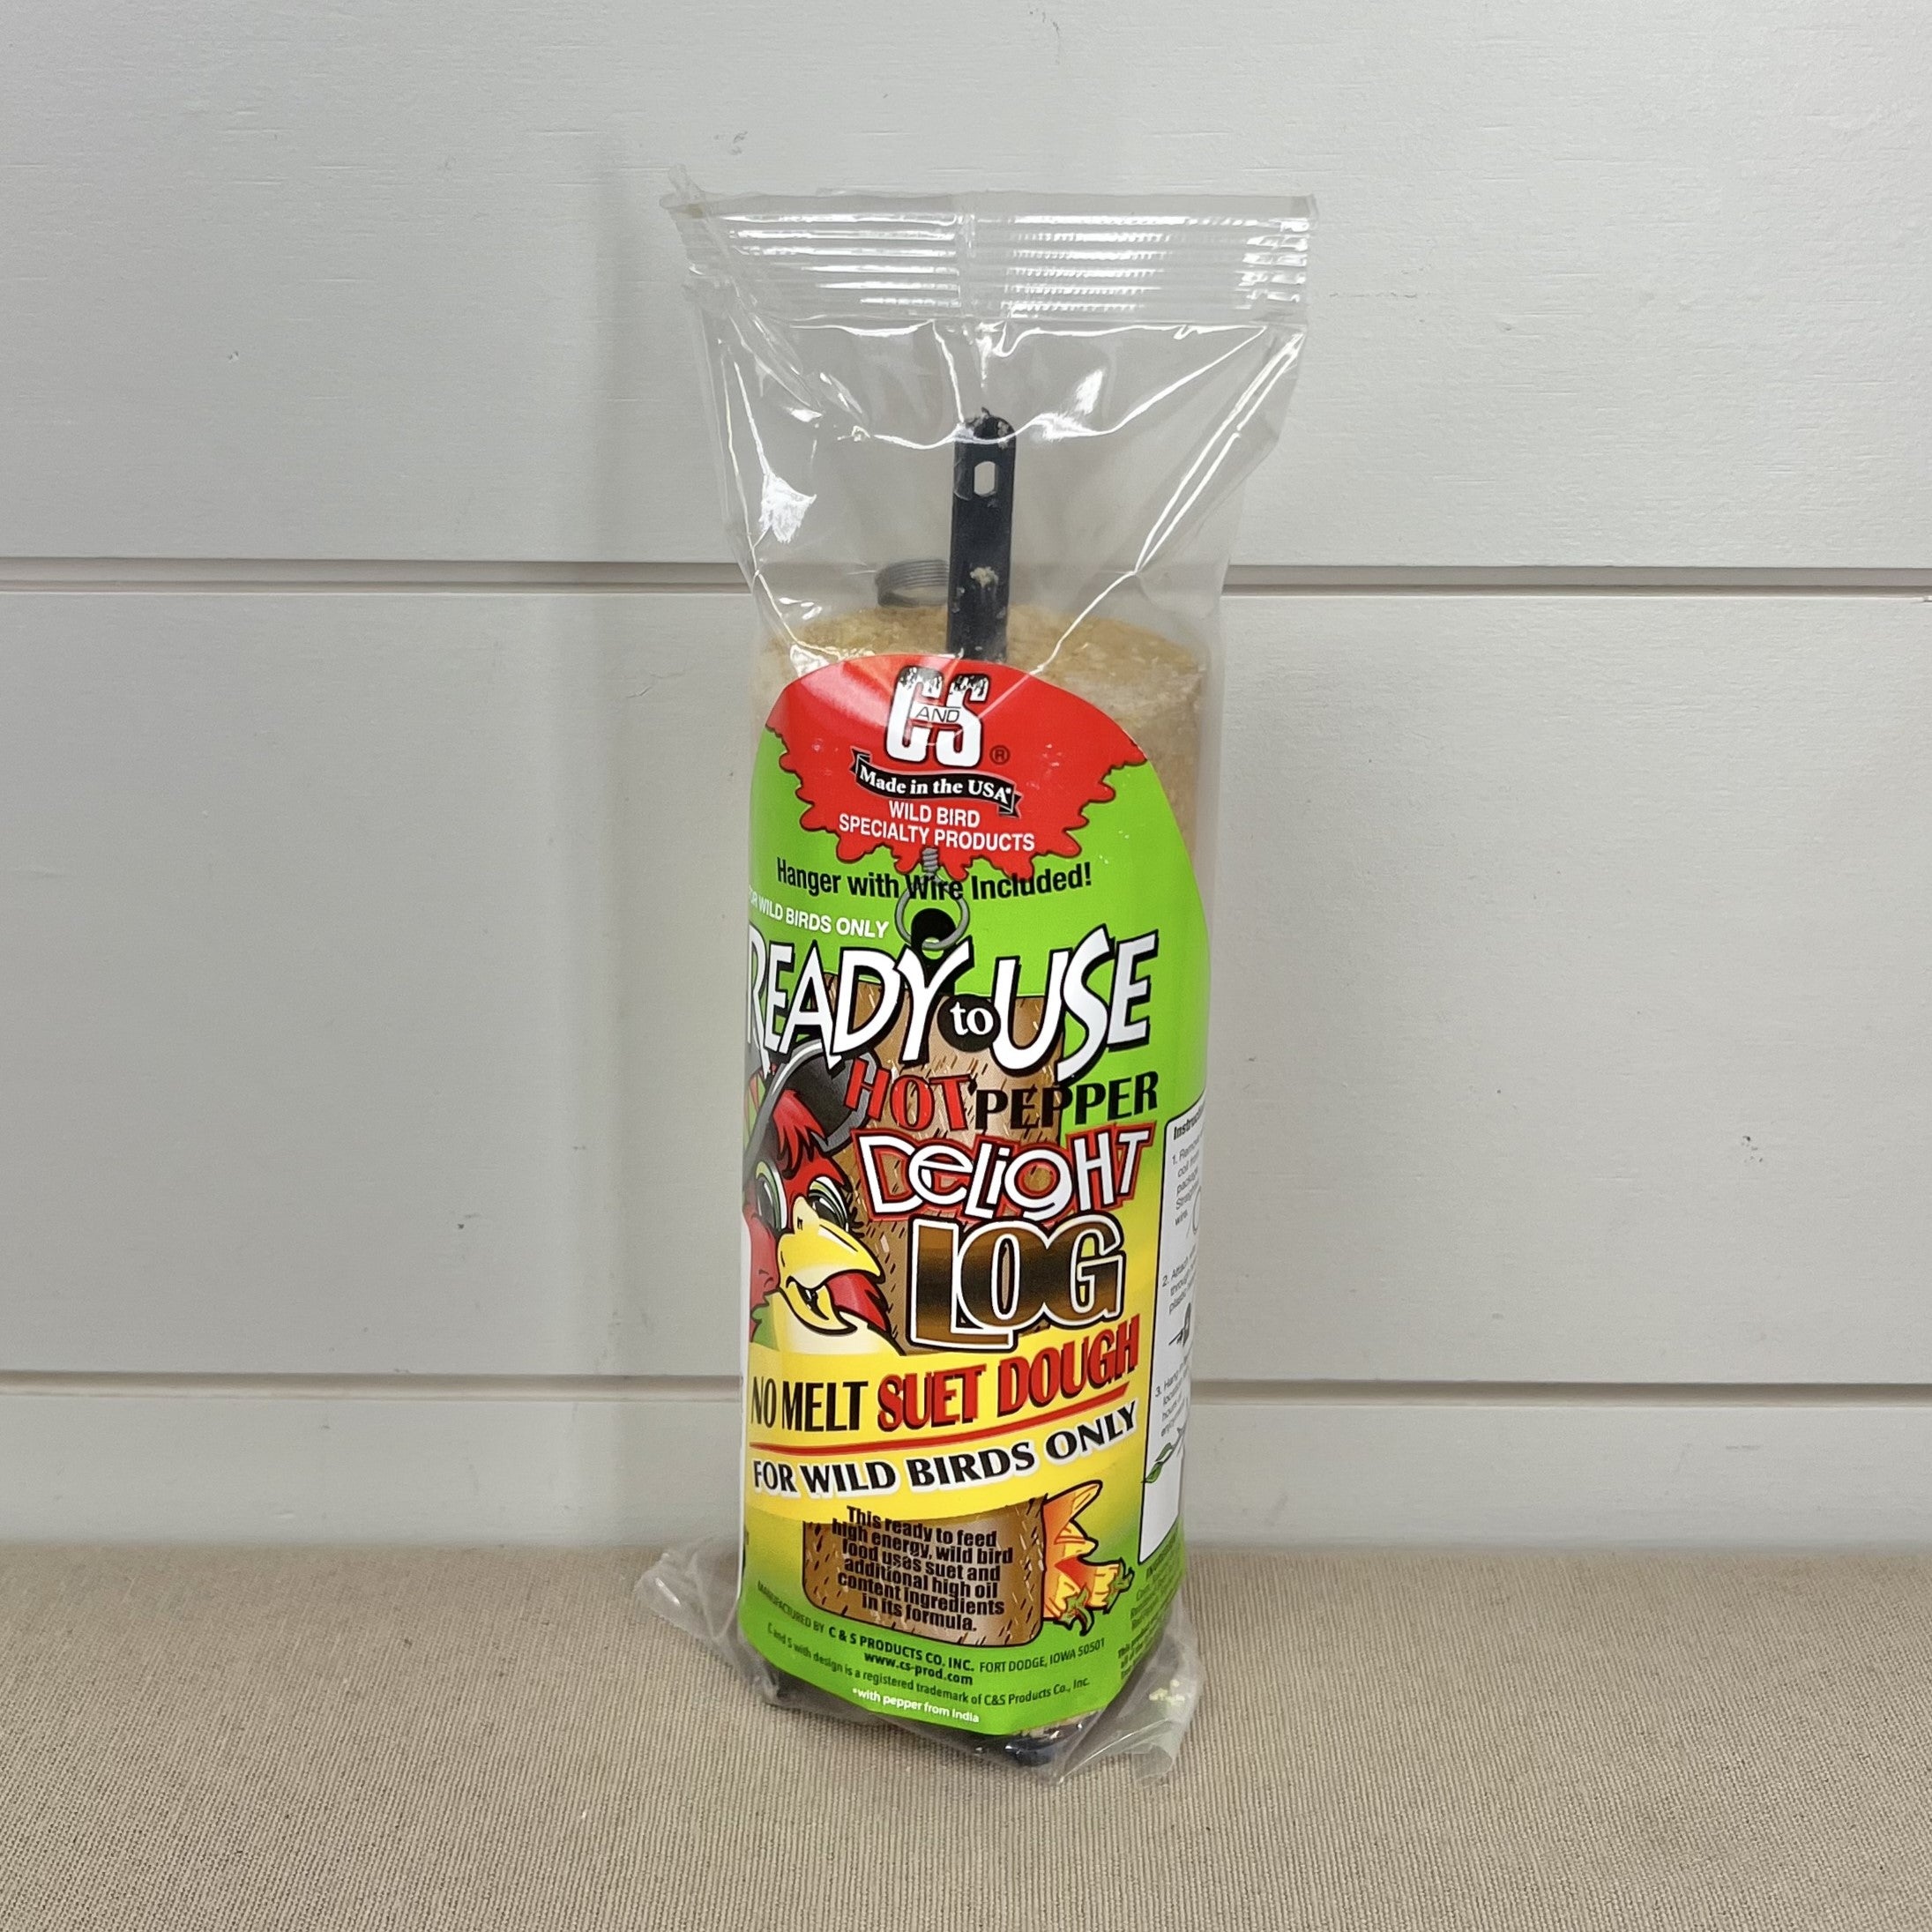 C AND S®
Made in the USA*
WILD BIRD
SPECIALTY PRODUCTS
Hanger with Wire Included!
WILD BIRDS ONLY
READY to USE
HOT PEPPER
DELIGHT
LOG
NO MELT SUET DOUGH
FOR WILD BIRDS ONLY
This ready to feed
high energy, wild bird
food uses suet and
additional high oil
content ingredients
in its formula.
MANUFACTURED BY C & S PRODUCTS CO. INC. FORT DODGE, IOWA 50501
www.cs-prod.com
C and S with design is a registered trademark of C&S Products Co., Inc.
*with pepper from India
1.
2.
3.